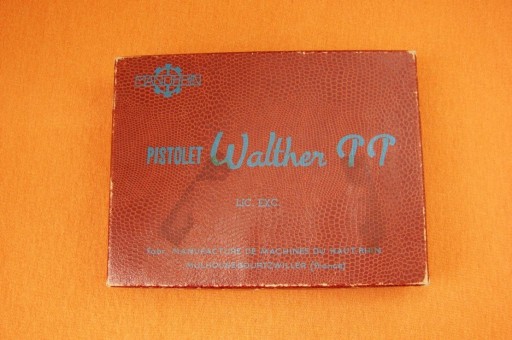 MANURHIN
PISTOLET Walther PP
LIC. EXC.
MANUFACTURE DE MACHINES DU HAUT-RHIN
MULHOUSE-BOURTZWILLER (France)